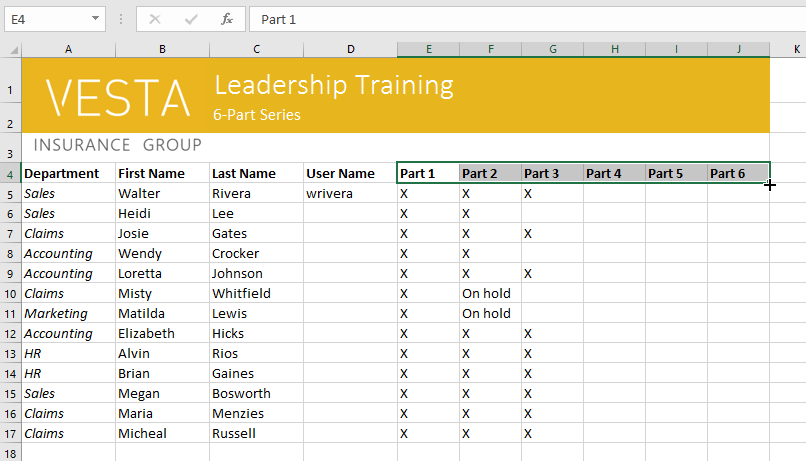 E4 fx Part 1
A B C D E F G H I J K
1 VESTA Leadership Training
2 6-Part Series
3 INSURANCE GROUP
4 Department First Name Last Name User Name Part 1 Part 2 Part 3 Part 4 Part 5 Part 6
5 Sales Walter Rivera wrivera X X X
6 Sales Heidi Lee X X
7 Claims Josie Gates X X X
8 Accounting Wendy Crocker X X
9 Accounting Loretta Johnson X X X
10 Claims Misty Whitfield X On hold
11 Marketing Matilda Lewis X On hold
12 Accounting Elizabeth Hicks X X X
13 HR Alvin Rios X X X
14 HR Brian Gaines X X X
15 Sales Megan Bosworth X X X
16 Claims Maria Menzies X X X
17 Claims Micheal Russell X X X
18